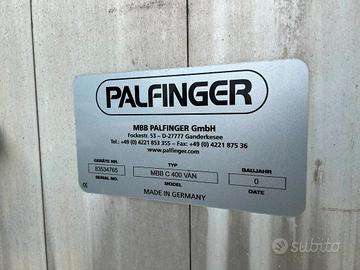 PALFINGER
MBB PALFINGER GmbH
Fockestr. 53 – D-27777 Ganderkesee
Tel.: +49 (0) 4221 853 355 – Fax: +49 (0) 4221 875 36
www.palfinger.com
GERÄTE NR. TYP BAUJAHR
83534765 MBB C 400 VAN 0
SERIAL NO. MODEL DATE
CE MADE IN GERMANY
subito